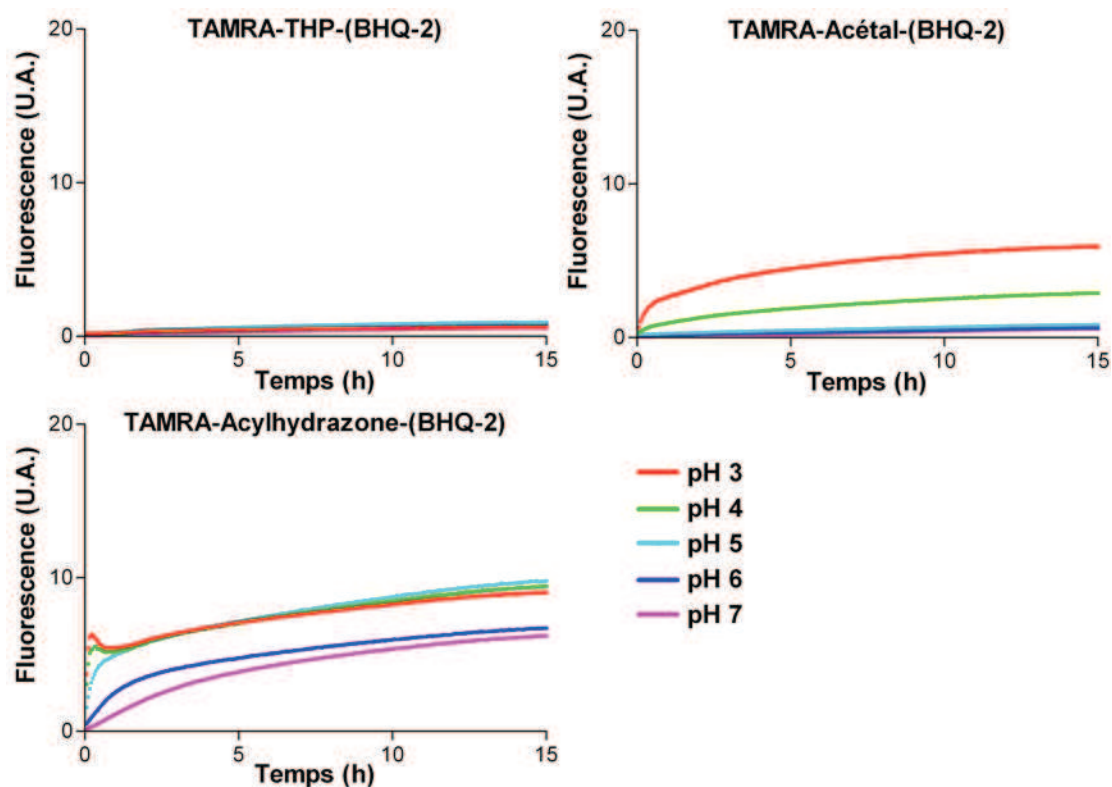 TAMRA-THP-(BHQ-2)
Fluorescence (U.A.)
20
10
0
0 5 10 15
Temps (h)
TAMRA-Acétal-(BHQ-2)
Fluorescence (U.A.)
20
10
0
0 5 10 15
Temps (h)
TAMRA-Acylhydrazone-(BHQ-2)
Fluorescence (U.A.)
20
10
0
0 5 10 15
Temps (h)
pH 3
pH 4
pH 5
pH 6
pH 7